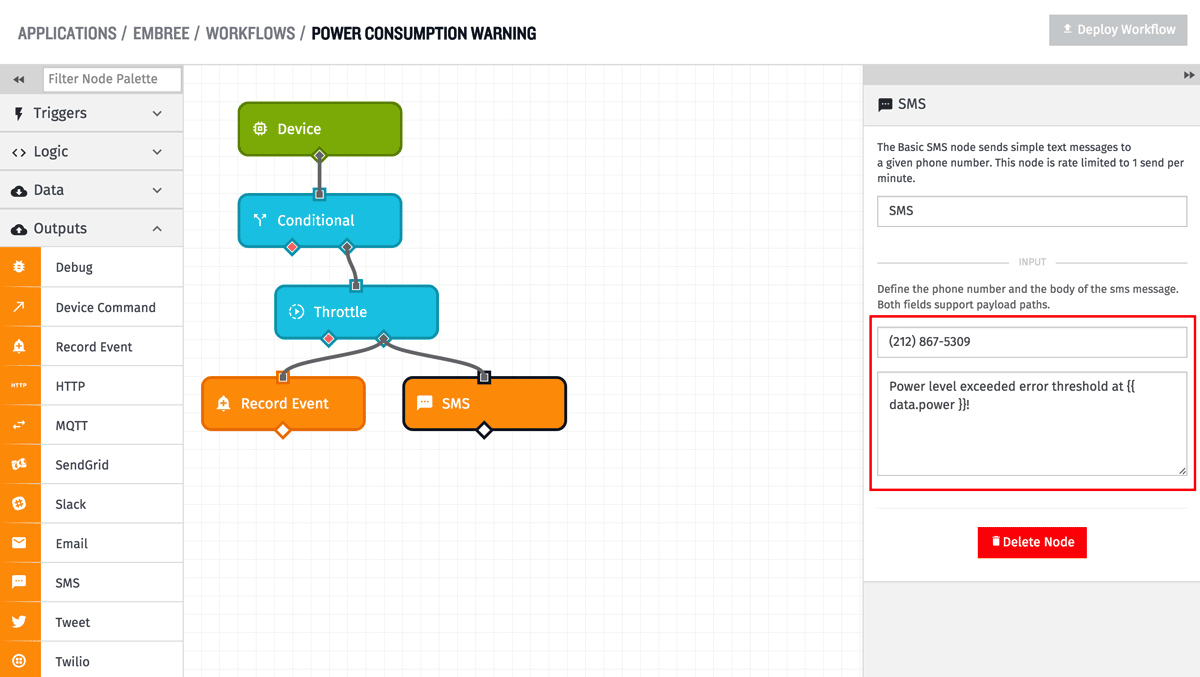 APPLICATIONS / EMBREE / WORKFLOWS / POWER CONSUMPTION WARNING
Deploy Workflow
Filter Node Palette
Triggers
Logic
Data
Outputs
Debug
Device Command
Record Event
HTTP
HTTP
MQTT
SendGrid
Slack
Email
SMS
Tweet
Twilio
Device
Conditional
Throttle
Record Event
SMS
SMS
The Basic SMS node sends simple text messages to
a given phone number. This node is rate limited to 1 send per
minute.
SMS
INPUT
Define the phone number and the body of the sms message.
Both fields support payload paths.
(212) 867-5309
Power level exceeded error threshold at {{
data.power }}!
Delete Node